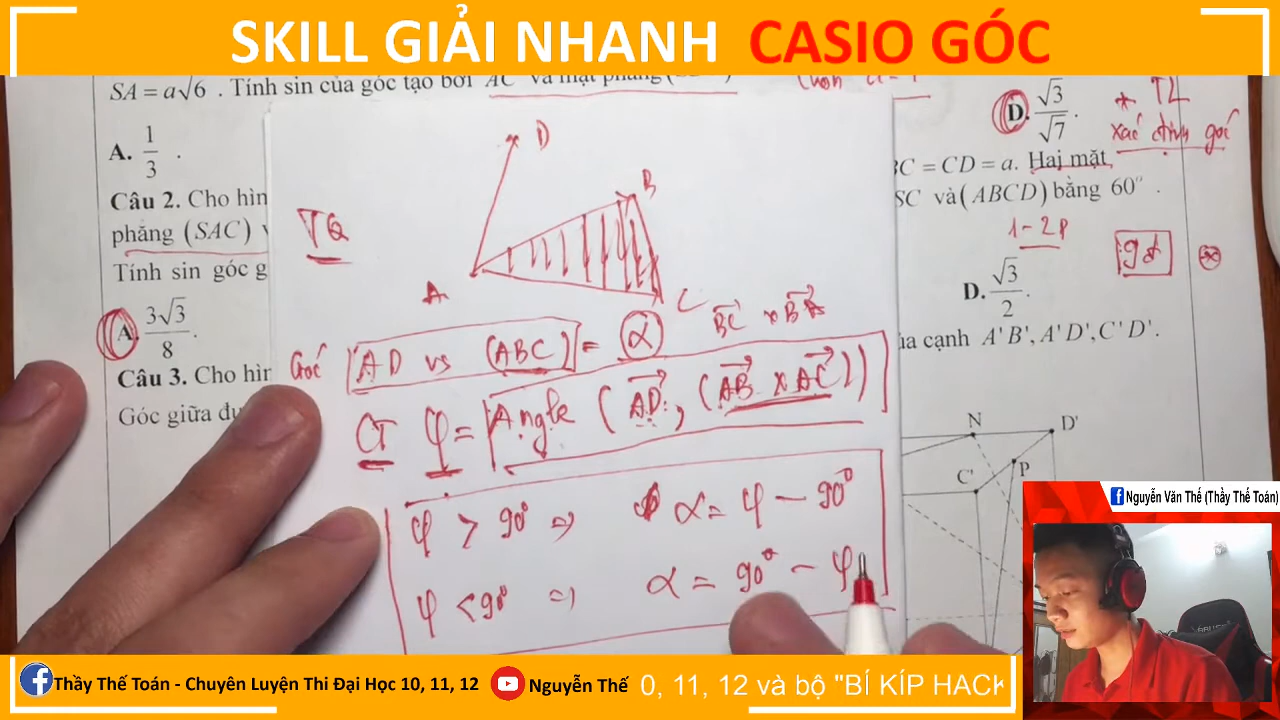 SKILL GIẢI NHANH CASIO GÓC
SA = a√6 . Tính sin của góc tạo bởi AC và mặt phẳng
A. 1/3 .
D. √3/√7 .
* TL
xác định góc
Câu 2. Cho hìn
BC = CD = a. Hai mặt
phẳng (SAC)
SC và (ABCD) bằng 60° .
1 - 2P
Tính sin góc g
gđ
A. 3√3/8 .
D. √3/2 .
Câu 3. Cho hìn
của cạnh A'B', A'D', C'D'.
Góc giữa đư
TQ
D
B
A
C
BC × BA
Góc AD vs (ABC) = α
CT φ = Angle (AD, (AB × AC))
φ > 90° ⇒ α = φ − 90°
φ < 90° ⇒ α = 90° − φ
N
D'
C'
P
Nguyễn Văn Thế (Thầy Thế Toán)
Thầy Thế Toán - Chuyên Luyện Thi Đại Học 10, 11, 12
Nguyễn Thế
0, 11, 12 và bộ "BÍ KÍP HACK